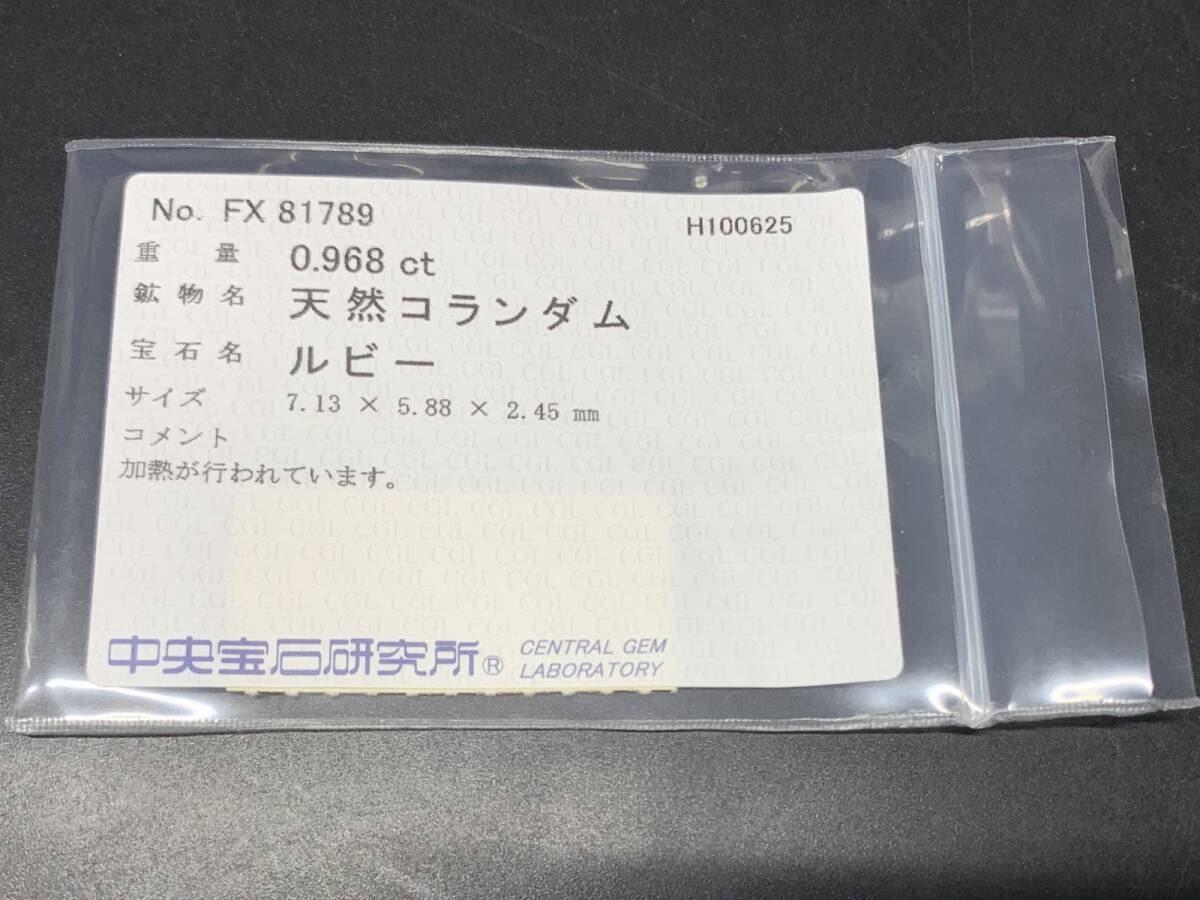 No. FX 81789
H100625
重量 0.968 ct
鉱物名 天然コランダム
宝石名 ルビー
サイズ 7.13 × 5.88 × 2.45 mm
コメント
加熱が行われています。
中央宝石研究所® CENTRAL GEM
LABORATORY